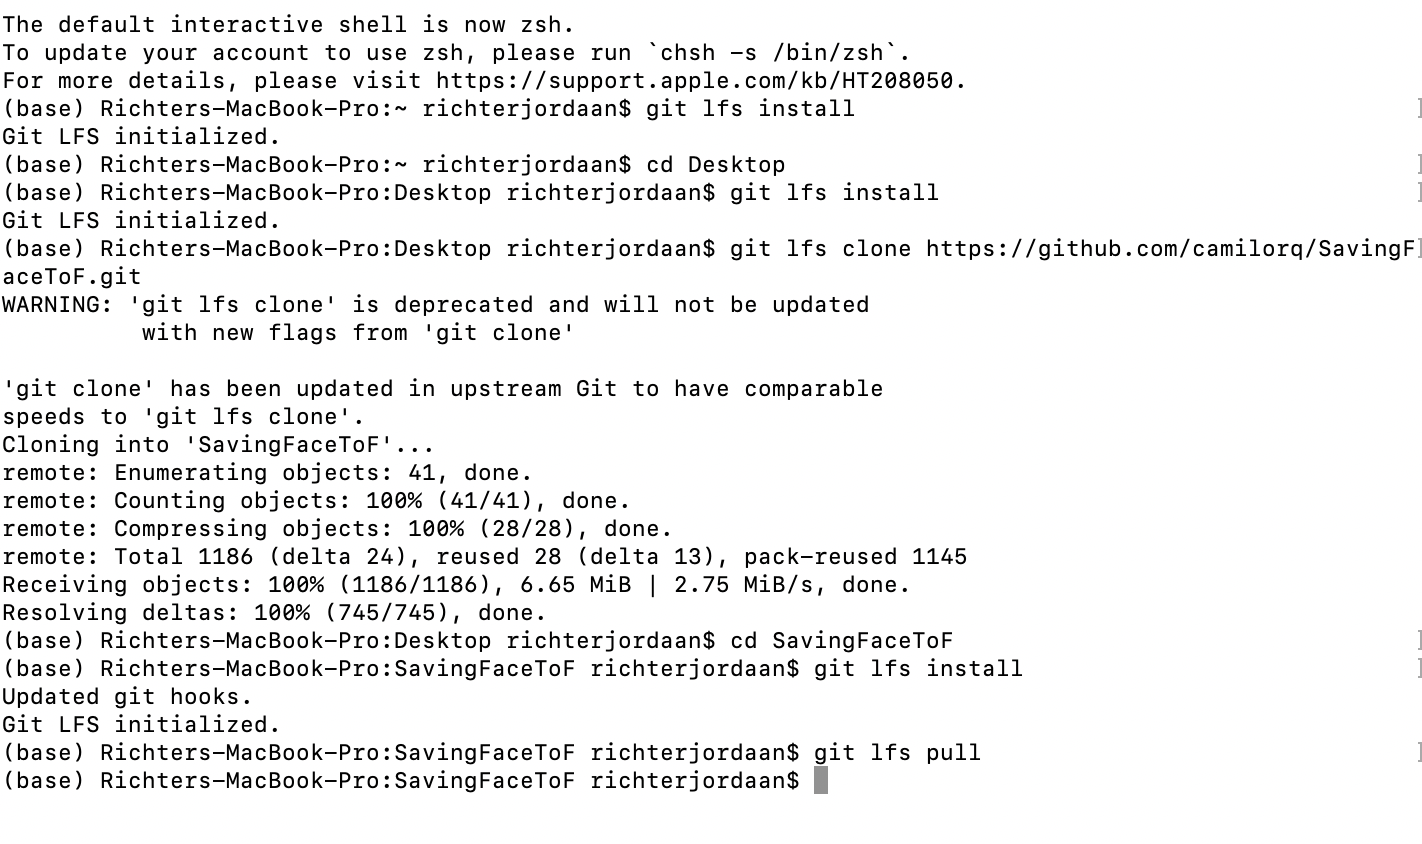 The default interactive shell is now zsh.
To update your account to use zsh, please run `chsh -s /bin/zsh`.
For more details, please visit https://support.apple.com/kb/HT208050.
(base) Richters-MacBook-Pro:~ richterjordaan$ git lfs install ]
Git LFS initialized.
(base) Richters-MacBook-Pro:~ richterjordaan$ cd Desktop ]
(base) Richters-MacBook-Pro:Desktop richterjordaan$ git lfs install ]
Git LFS initialized.
(base) Richters-MacBook-Pro:Desktop richterjordaan$ git lfs clone https://github.com/camilorq/SavingF]
aceToF.git
WARNING: 'git lfs clone' is deprecated and will not be updated
with new flags from 'git clone'
'git clone' has been updated in upstream Git to have comparable
speeds to 'git lfs clone'.
Cloning into 'SavingFaceToF'...
remote: Enumerating objects: 41, done.
remote: Counting objects: 100% (41/41), done.
remote: Compressing objects: 100% (28/28), done.
remote: Total 1186 (delta 24), reused 28 (delta 13), pack-reused 1145
Receiving objects: 100% (1186/1186), 6.65 MiB | 2.75 MiB/s, done.
Resolving deltas: 100% (745/745), done.
(base) Richters-MacBook-Pro:Desktop richterjordaan$ cd SavingFaceToF ]
(base) Richters-MacBook-Pro:SavingFaceToF richterjordaan$ git lfs install ]
Updated git hooks.
Git LFS initialized.
(base) Richters-MacBook-Pro:SavingFaceToF richterjordaan$ git lfs pull ]
(base) Richters-MacBook-Pro:SavingFaceToF richterjordaan$